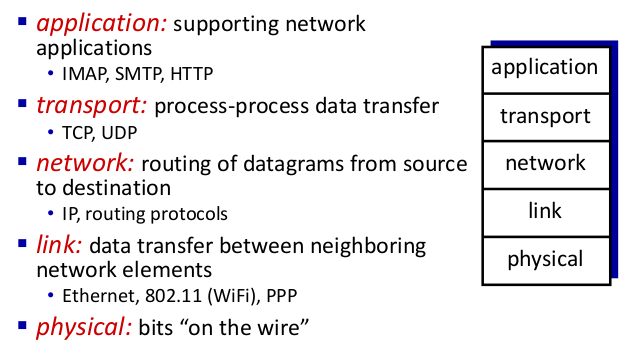 ▪ application: supporting network
applications
• IMAP, SMTP, HTTP
▪ transport: process-process data transfer
• TCP, UDP
▪ network: routing of datagrams from source
to destination
• IP, routing protocols
▪ link: data transfer between neighboring
network elements
• Ethernet, 802.11 (WiFi), PPP
▪ physical: bits “on the wire”
application
transport
network
link
physical